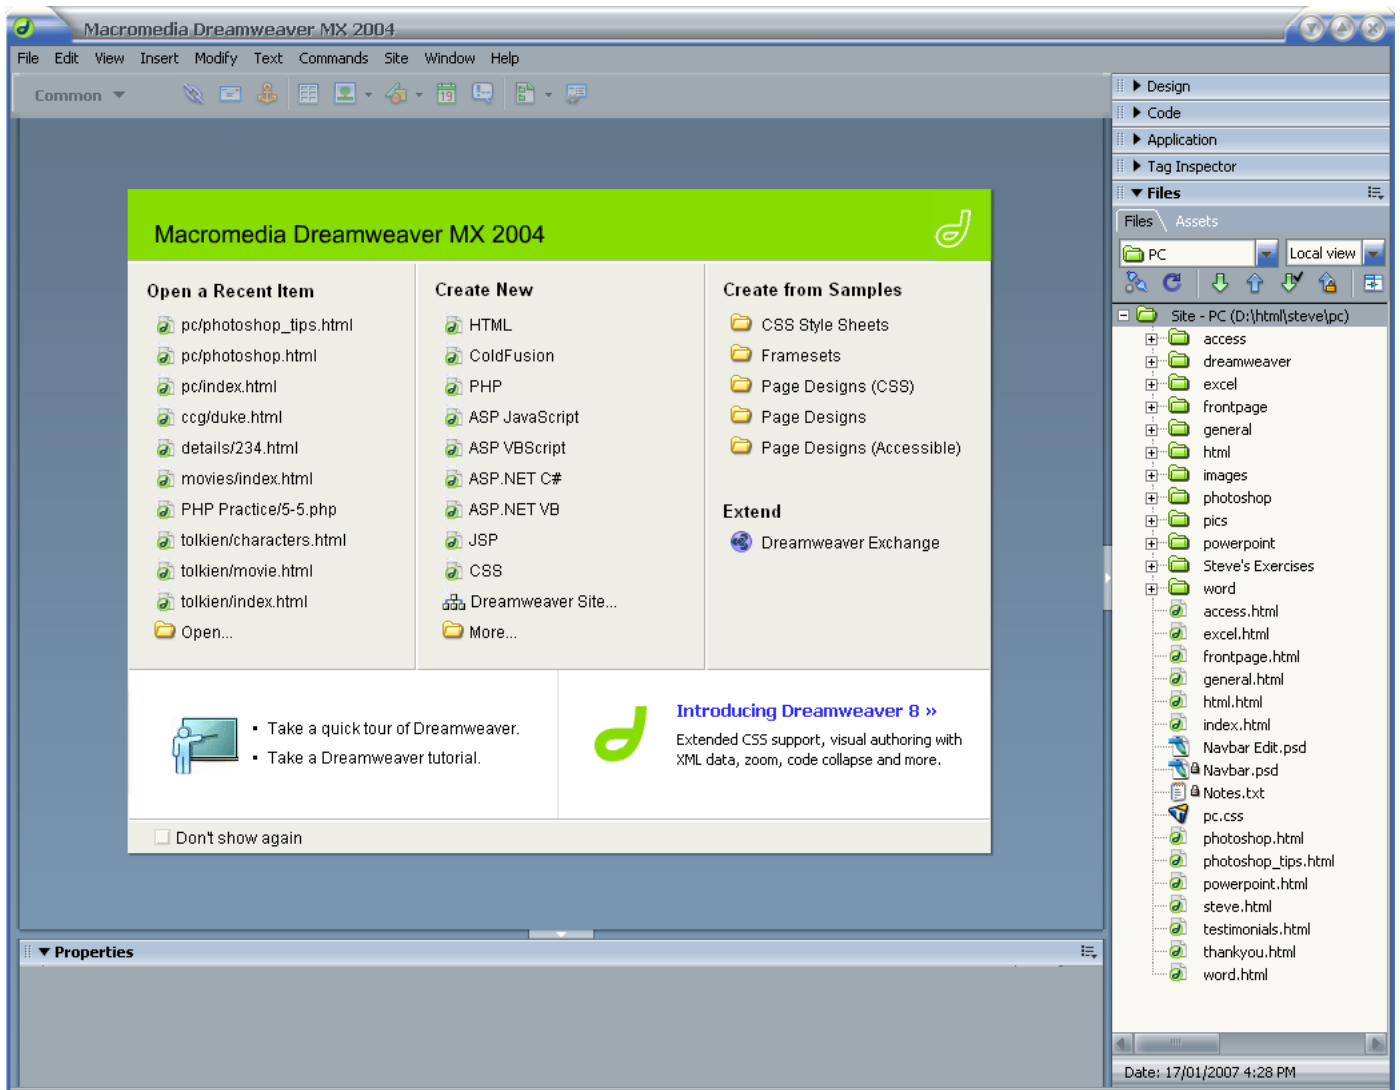 Macromedia Dreamweaver MX 2004
File Edit View Insert Modify Text Commands Site Window Help
Common
19
Macromedia Dreamweaver MX 2004
Open a Recent Item
pc/photoshop_tips.html
pc/photoshop.html
pc/index.html
ccg/duke.html
details/234.html
movies/index.html
PHP Practice/5-5.php
tolkien/characters.html
tolkien/movie.html
tolkien/index.html
Open...
Create New
HTML
ColdFusion
PHP
ASP JavaScript
ASP VBScript
ASP.NET C#
ASP.NET VB
JSP
CSS
Dreamweaver Site...
More...
Create from Samples
CSS Style Sheets
Framesets
Page Designs (CSS)
Page Designs
Page Designs (Accessible)
Extend
Dreamweaver Exchange
Take a quick tour of Dreamweaver.
Take a Dreamweaver tutorial.
Introducing Dreamweaver 8 »
Extended CSS support, visual authoring with
XML data, zoom, code collapse and more.
Don't show again
Properties
Design
Code
Application
Tag Inspector
Files
Files Assets
PC Local view
Site - PC (D:\html\steve\pc)
access
dreamweaver
excel
frontpage
general
html
images
photoshop
pics
powerpoint
Steve's Exercises
word
access.html
excel.html
frontpage.html
general.html
html.html
index.html
Navbar Edit.psd
Navbar.psd
Notes.txt
pc.css
photoshop.html
photoshop_tips.html
powerpoint.html
steve.html
testimonials.html
thankyou.html
word.html
Date: 17/01/2007 4:28 PM